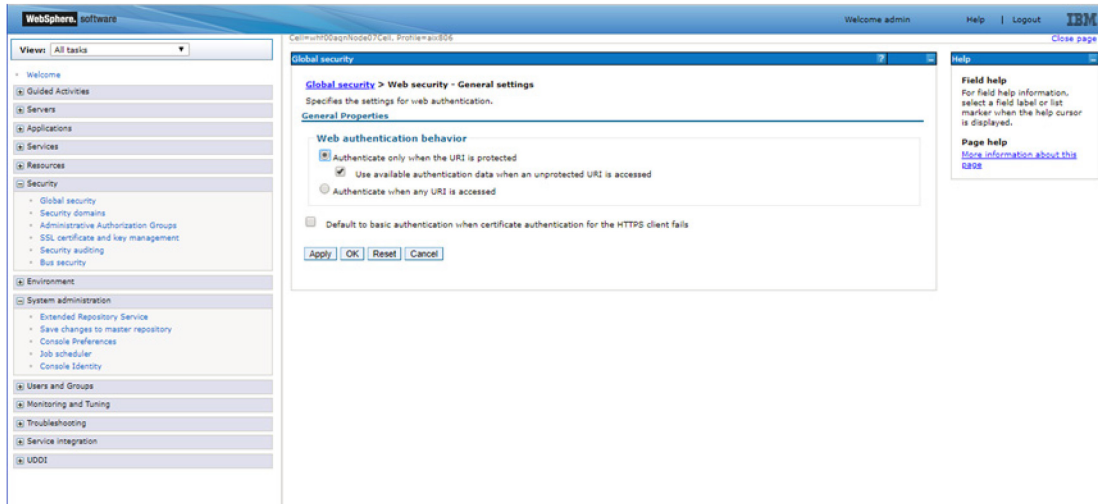 WebSphere. software
Welcome admin
Help | Logout
IBM
View: All tasks
Welcome
Guided Activities
Servers
Applications
Services
Resources
Security
Global security
Security domains
Administrative Authorization Groups
SSL certificate and key management
Security auditing
Bus security
Environment
System administration
Extended Repository Service
Save changes to master repository
Console Preferences
Job scheduler
Console Identity
Users and Groups
Monitoring and Tuning
Troubleshooting
Service integration
UDDI
Close page
Global security
?
Global security > Web security - General settings
Specifies the settings for web authentication.
General Properties
Web authentication behavior
Authenticate only when the URI is protected
Use available authentication data when an unprotected URI is accessed
Authenticate when any URI is accessed
Default to basic authentication when certificate authentication for the HTTPS client fails
Apply OK Reset Cancel
Help
Field help
For field help information,
select a field label or list
marker when the help cursor
is displayed.
Page help
More information about this
page